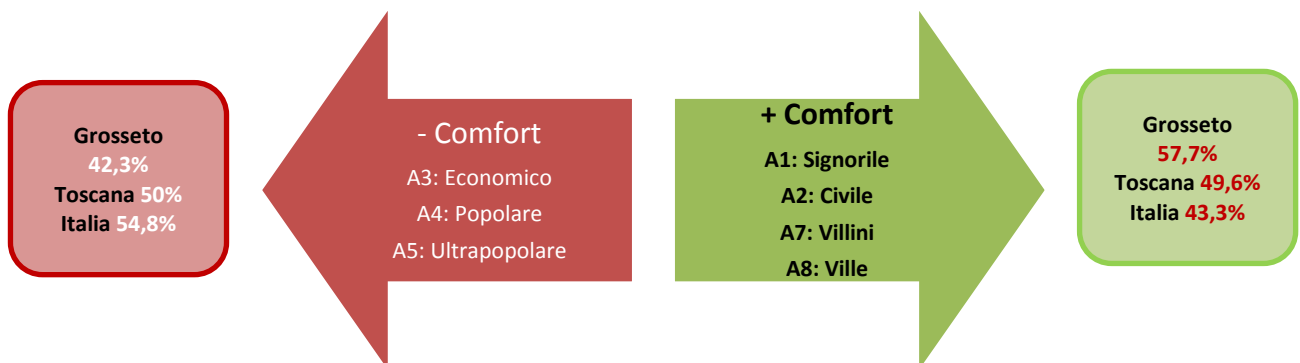 Grosseto
42,3%
Toscana 50%
Italia 54,8%
- Comfort
A3: Economico
A4: Popolare
A5: Ultrapopolare
+ Comfort
A1: Signorile
A2: Civile
A7: Villini
A8: Ville
Grosseto
57,7%
Toscana 49,6%
Italia 43,3%